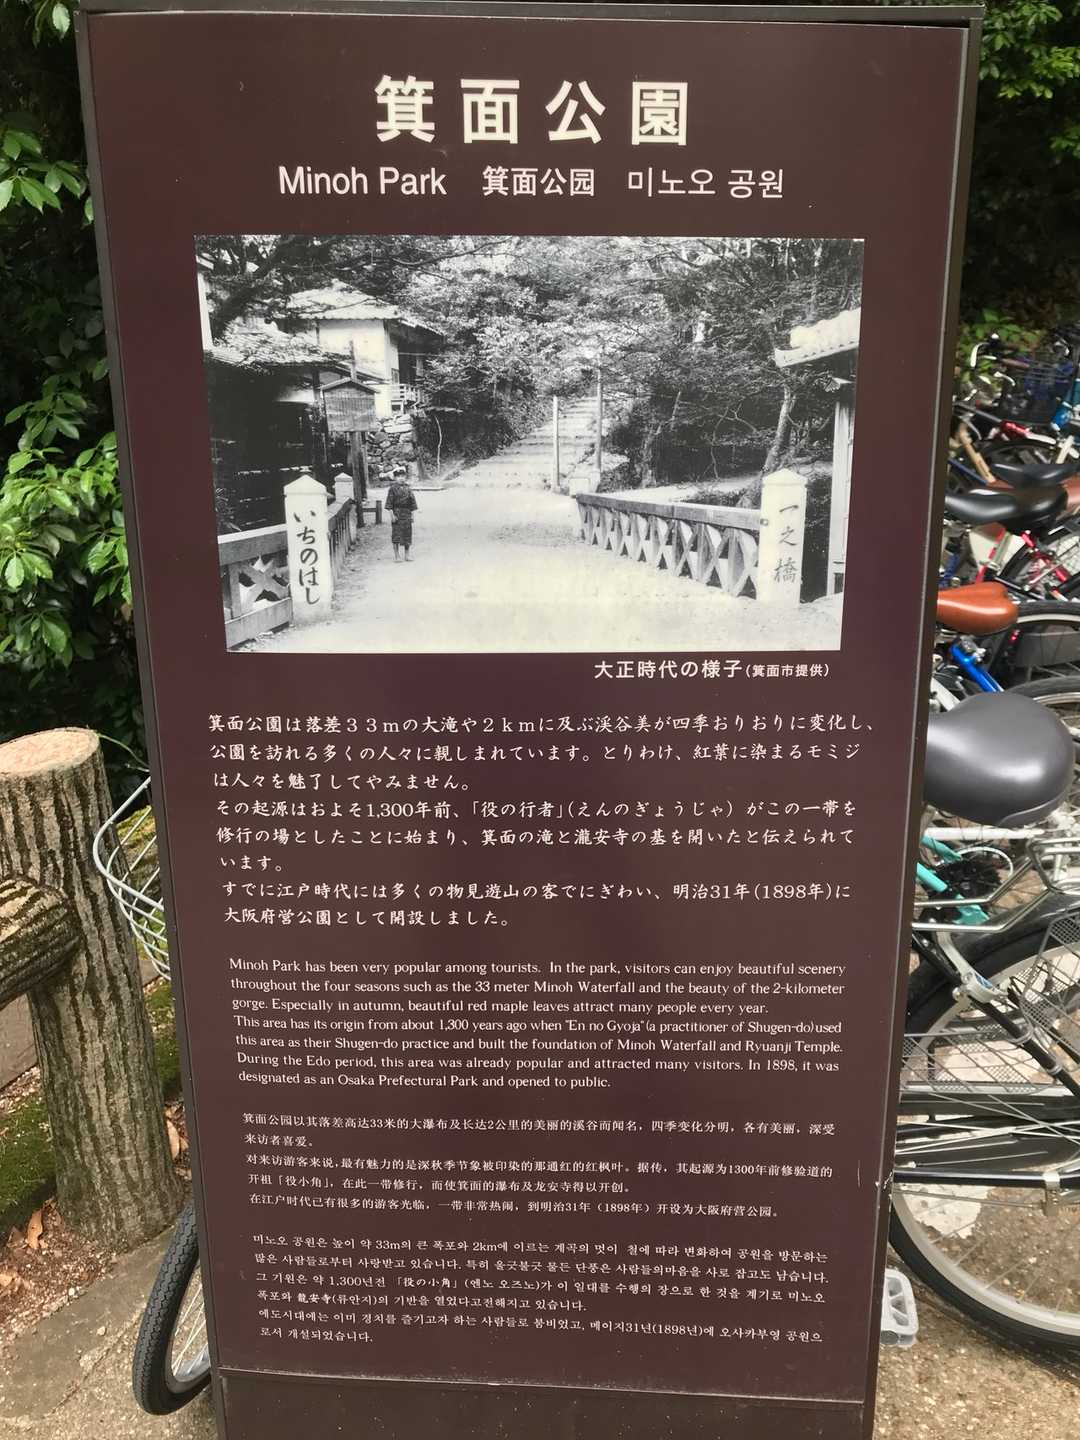 箕面公園
Minoh Park 箕面公园 미노오 공원
いちのはし
一之橋
大正時代の様子(箕面市提供)
箕面公園は落差３３ｍの大滝や２ｋｍに及ぶ渓谷美が四季おりおりに変化し、
公園を訪れる多くの人々に親しまれています。とりわけ、紅葉に染まるモミジ
は人々を魅了してやみません。
その起源はおよそ1,300年前、「役の行者」(えんのぎょうじゃ）がこの一帯を
修行の場としたことに始まり、箕面の滝と瀧安寺の基を開いたと伝えられて
います。
すでに江戸時代には多くの物見遊山の客でにぎわい、明治31年(1898年)に
大阪府営公園として開設しました。
Minoh Park has been very popular among tourists. In the park, visitors can enjoy beautiful scenery
throughout the four seasons such as the 33 meter Minoh Waterfall and the beauty of the 2-kilometer
gorge. Especially in autumn, beautiful red maple leaves attract many people every year.
This area has its origin from about 1,300 years ago when "En no Gyoja"(a practitioner of Shugen-do)used
this area as their Shugen-do practice and built the foundation of Minoh Waterfall and Ryuanji Temple.
During the Edo period, this area was already popular and attracted many visitors. In 1898, it was
designated as an Osaka Prefectural Park and opened to public.
箕面公园以其落差高达33米的大瀑布及长达2公里的美丽的溪谷而闻名，四季变化分明，各有美丽，深受
来访者喜爱。
对来访游客来说，最有魅力的是深秋季节象被印染的那通红的红枫叶。据传，其起源为1300年前修验道的
开祖「役小角」，在此一带修行，而使箕面的瀑布及龙安寺得以开创。
在江户时代已有很多的游客光临，一带非常热闹，到明治31年（1898年）开设为大阪府营公园。
미노오 공원은 높이 약 33m의 큰 폭포와 2km에 이르는 계곡의 멋이 철에 따라 변화하여 공원을 방문하는
많은 사람들로부터 사랑받고 있습니다. 특히 울긋불긋 물든 단풍은 사람들의마음을 사로 잡고도 남습니다.
그 기원은 약 1,300년전 「役の小角」(엔노 오즈노)가 이 일대를 수행의 장으로 한 것을 계기로 미노오
폭포와 龍安寺(류안지)의 기반을 열었다고전해지고 있습니다.
에도시대에는 이미 경치를 즐기고자 하는 사람들로 붐비었고, 메이지31년(1898년)에 오사카부영 공원으
로서 개설되었습니다.